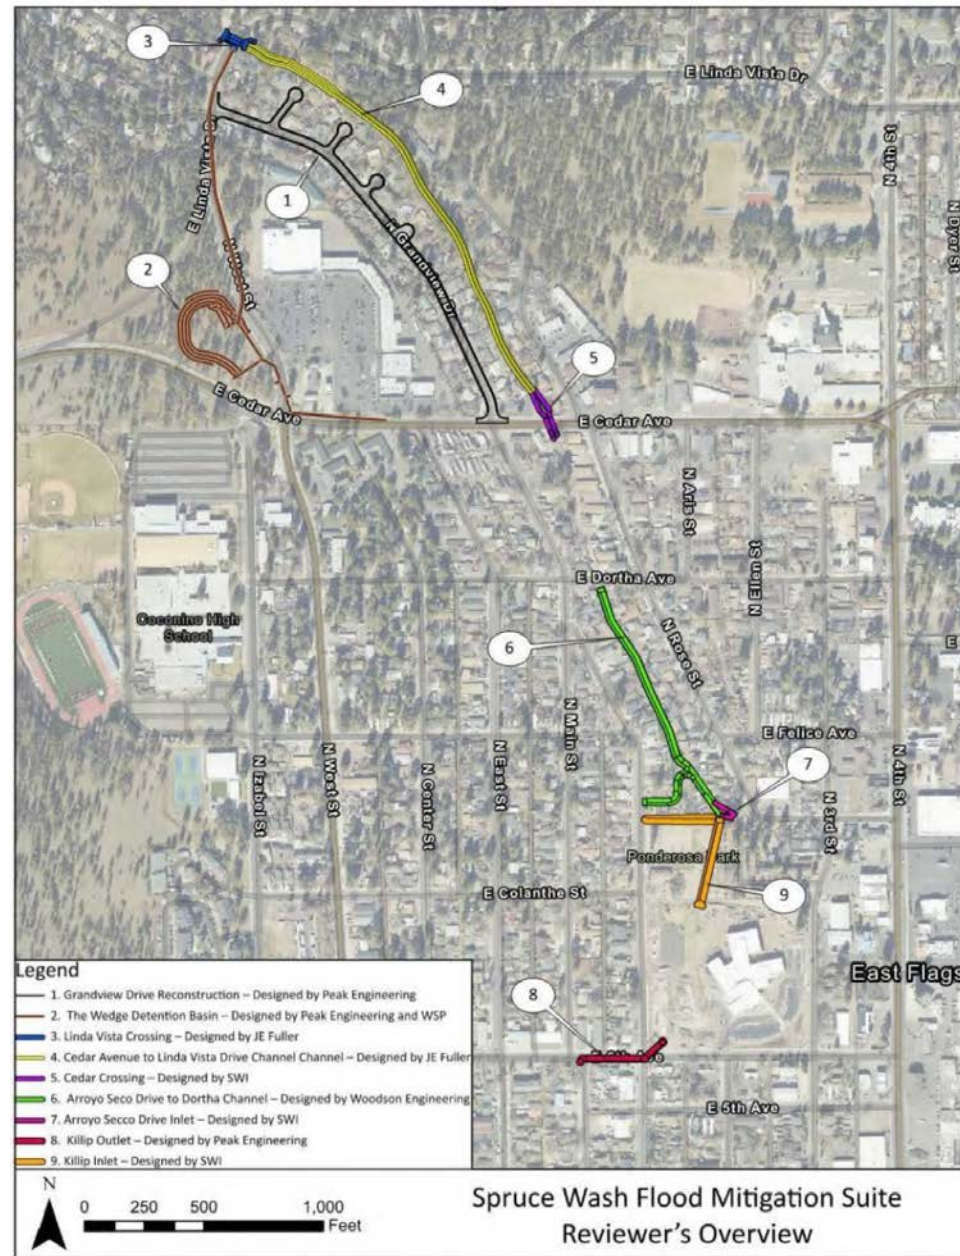 3
4
E Linda Vista Dr
N 4th St
N Dyer St
1
E Linda Vista Dr
N Grandview Dr
2
N West St
5
E Cedar Ave
E Cedar Ave
N Aris St
E Dortha Ave
N Ellen St
Coconino High
School
6
N Rose St
E
N Main St
E Felice Ave
7
N Izabel St
N West St
N Center St
N East St
N 3rd St
N 4th St
Ponderosa Park
E Colanthe St
9
East Flags
8
E 6th Ave
E 5th Ave
Legend
1. Grandview Drive Reconstruction – Designed by Peak Engineering
2. The Wedge Detention Basin – Designed by Peak Engineering and WSP
3. Linda Vista Crossing – Designed by JE Fuller
4. Cedar Avenue to Linda Vista Drive Channel Channel – Designed by JE Fuller
5. Cedar Crossing – Designed by SWI
6. Arroyo Seco Drive to Dortha Channel – Designed by Woodson Engineering
7. Arroyo Secco Drive Inlet – Designed by SWI
8. Killip Outlet – Designed by Peak Engineering
9. Killip Inlet – Designed by SWI
N
0 250 500 1,000
Feet
Spruce Wash Flood Mitigation Suite
Reviewer's Overview